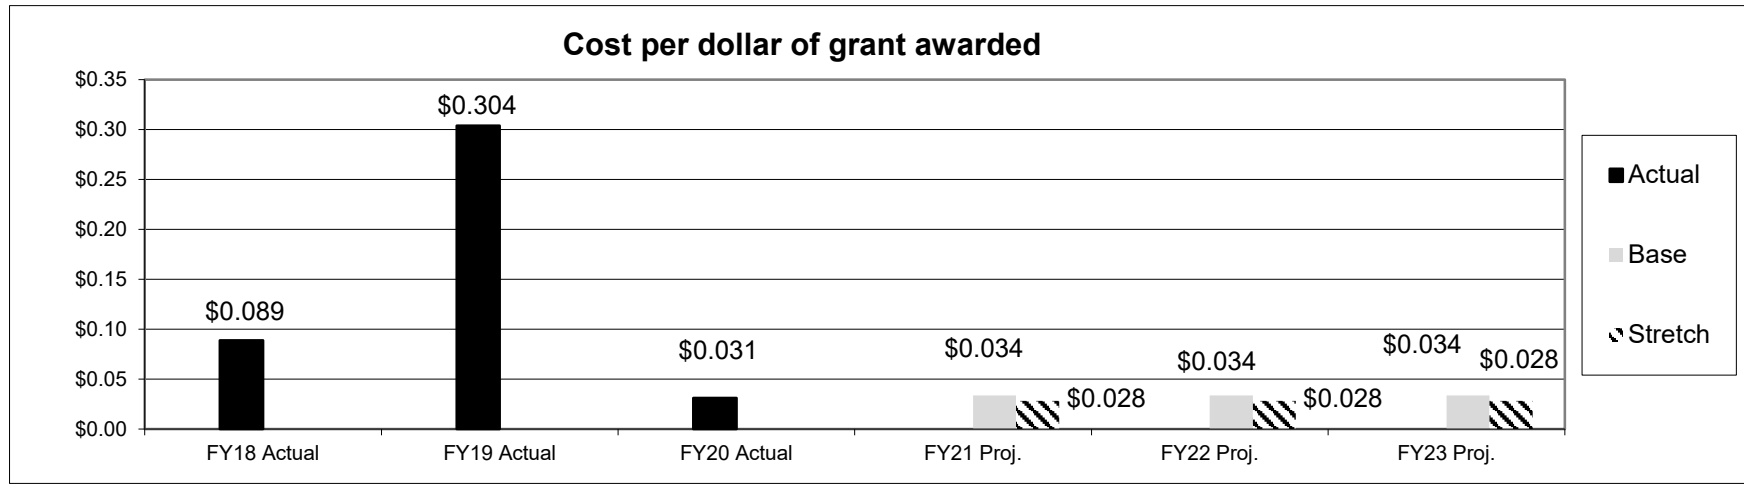 Cost per dollar of grant awarded
$0.35
$0.30
$0.25
$0.20
$0.15
$0.10
$0.05
$0.00
$0.089
$0.304
$0.031
$0.034
$0.028
$0.034
$0.028
$0.034
$0.028
FY18 Actual
FY19 Actual
FY20 Actual
FY21 Proj.
FY22 Proj.
FY23 Proj.
Actual
Base
Stretch